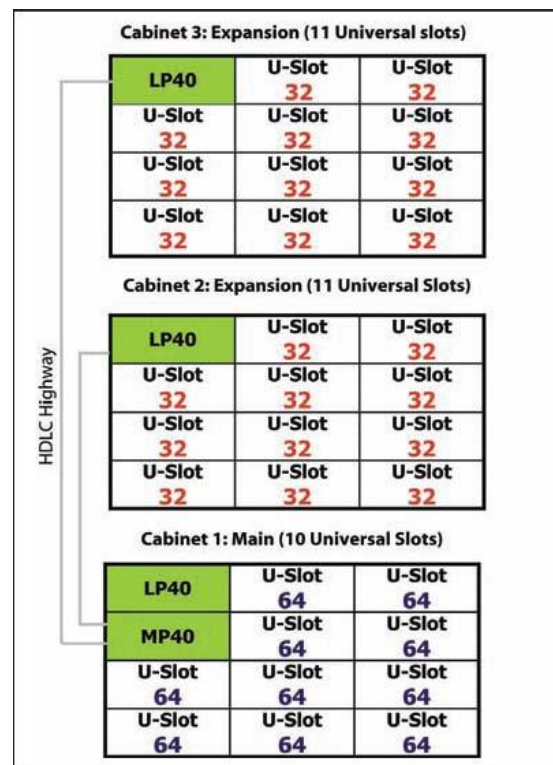 Cabinet 3: Expansion (11 Universal slots)
LP40 U-Slot 32 U-Slot 32
U-Slot 32 U-Slot 32 U-Slot 32
U-Slot 32 U-Slot 32 U-Slot 32
U-Slot 32 U-Slot 32 U-Slot 32
Cabinet 2: Expansion (11 Universal Slots)
LP40 U-Slot 32 U-Slot 32
U-Slot 32 U-Slot 32 U-Slot 32
U-Slot 32 U-Slot 32 U-Slot 32
U-Slot 32 U-Slot 32 U-Slot 32
HDLC Highway
Cabinet 1: Main (10 Universal Slots)
LP40 U-Slot 64 U-Slot 64
MP40 U-Slot 64 U-Slot 64
U-Slot 64 U-Slot 64 U-Slot 64
U-Slot 64 U-Slot 64 U-Slot 64